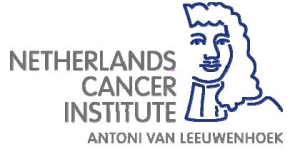 NETHERLANDS
CANCER
INSTITUTE
ANTONI VAN LEEUWENHOEK